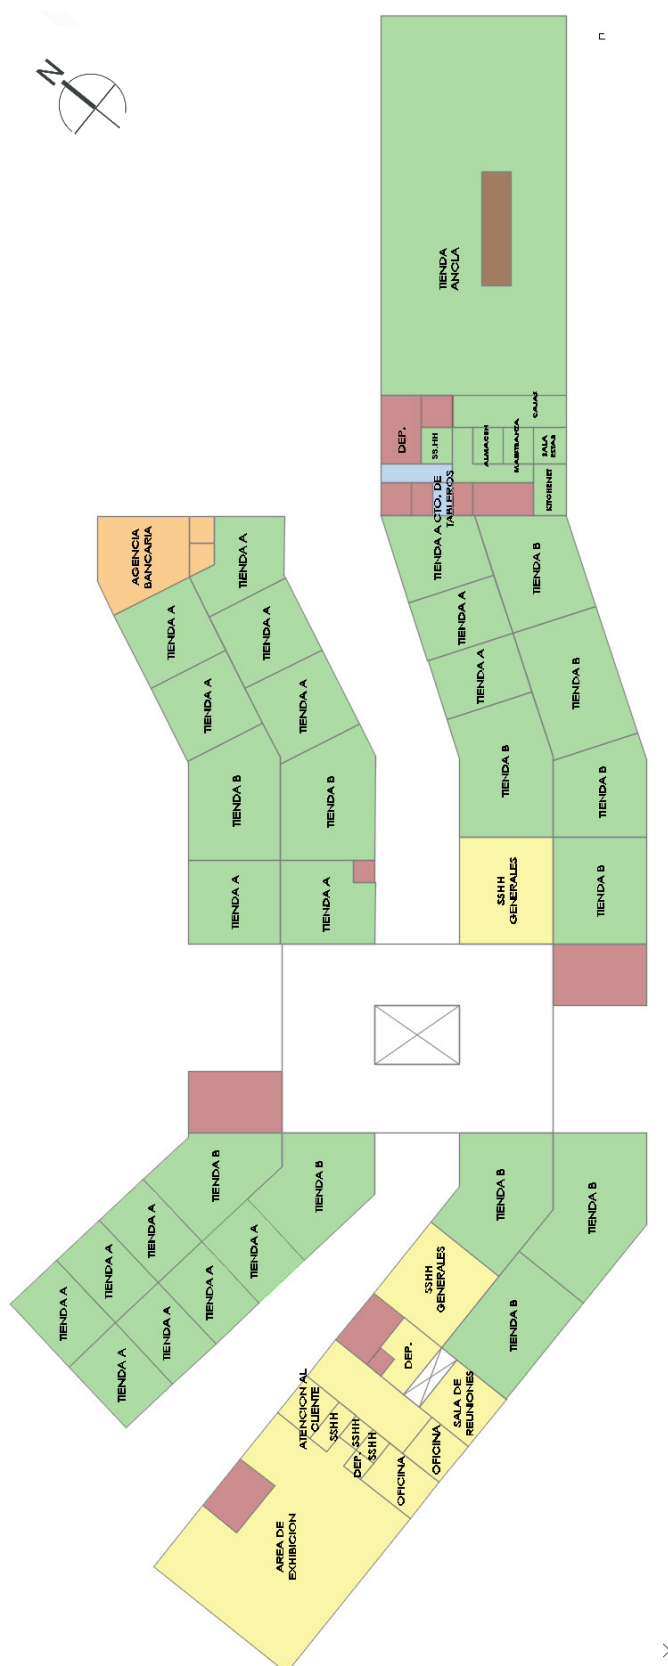 N
TIENDA
ANCLA
CAJAS
DEP.
SS.HH
ALMACEN
MAESTRANZA
SALA
ESTAR
KITCHENET
CTO. DE
TABLEROS
AGENCIA
BANCARIA
TIENDA A
TIENDA A
TIENDA B
TIENDA A
TIENDA A
TIENDA A
TIENDA A
TIENDA B
TIENDA A
TIENDA A
TIENDA B
TIENDA B
TIENDA B
TIENDA B
TIENDA B
SSHH
GENERALES
TIENDA A
TIENDA A
TIENDA B
TIENDA B
TIENDA B
TIENDA B
TIENDA A
TIENDA A
TIENDA A
TIENDA A
TIENDA A
TIENDA A
TIENDA A
SSHH
GENERALES
TIENDA B
TIENDA B
DEP.
SALA DE
REUNIONES
ATENCION AL
CLIENTE
SSHH
DEP.
SSHH
SSHH
OFICINA
OFICINA
AREA DE
EXHIBICION